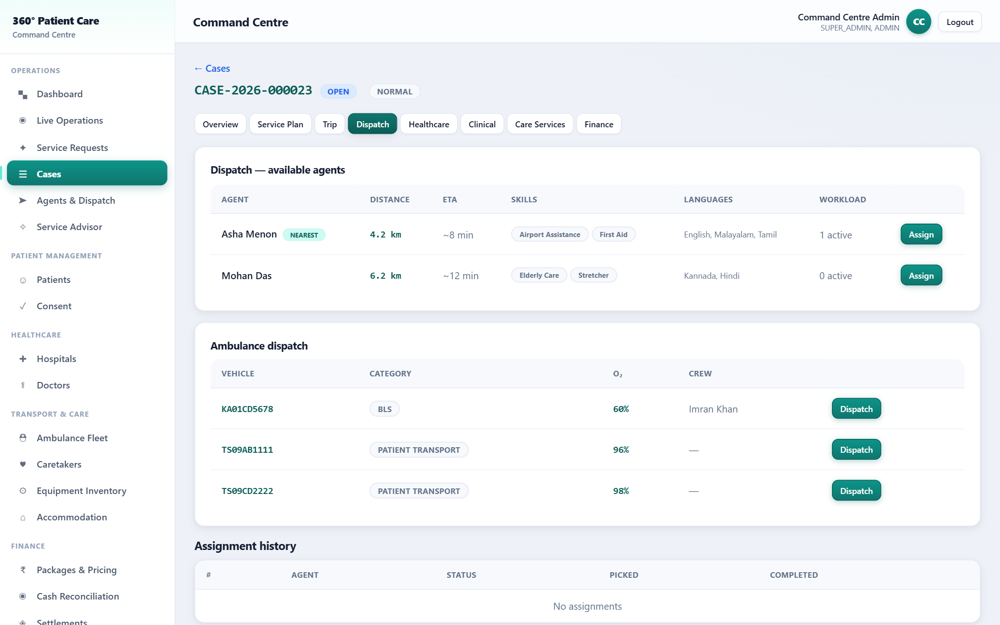 360° Patient Care
Command Centre
OPERATIONS
Dashboard
Live Operations
Service Requests
Cases
Agents & Dispatch
Service Advisor
PATIENT MANAGEMENT
Patients
Consent
HEALTHCARE
Hospitals
Doctors
TRANSPORT & CARE
Ambulance Fleet
Caretakers
Equipment Inventory
Accommodation
FINANCE
₹ Packages & Pricing
Cash Reconciliation
Settlements
Command Centre
Command Centre Admin
SUPER_ADMIN, ADMIN
CC
Logout
← Cases
CASE-2026-000023 OPEN NORMAL
Overview Service Plan Trip Dispatch Healthcare Clinical Care Services Finance
Dispatch — available agents
AGENT DISTANCE ETA SKILLS LANGUAGES WORKLOAD
Asha Menon NEAREST 4.2 km ~8 min Airport Assistance First Aid English, Malayalam, Tamil 1 active Assign
Mohan Das 6.2 km ~12 min Elderly Care Stretcher Kannada, Hindi 0 active Assign
Ambulance dispatch
VEHICLE CATEGORY O₂ CREW
KA01CD5678 BLS 60% Imran Khan Dispatch
TS09AB1111 PATIENT TRANSPORT 96% — Dispatch
TS09CD2222 PATIENT TRANSPORT 98% — Dispatch
Assignment history
# AGENT STATUS PICKED COMPLETED
No assignments